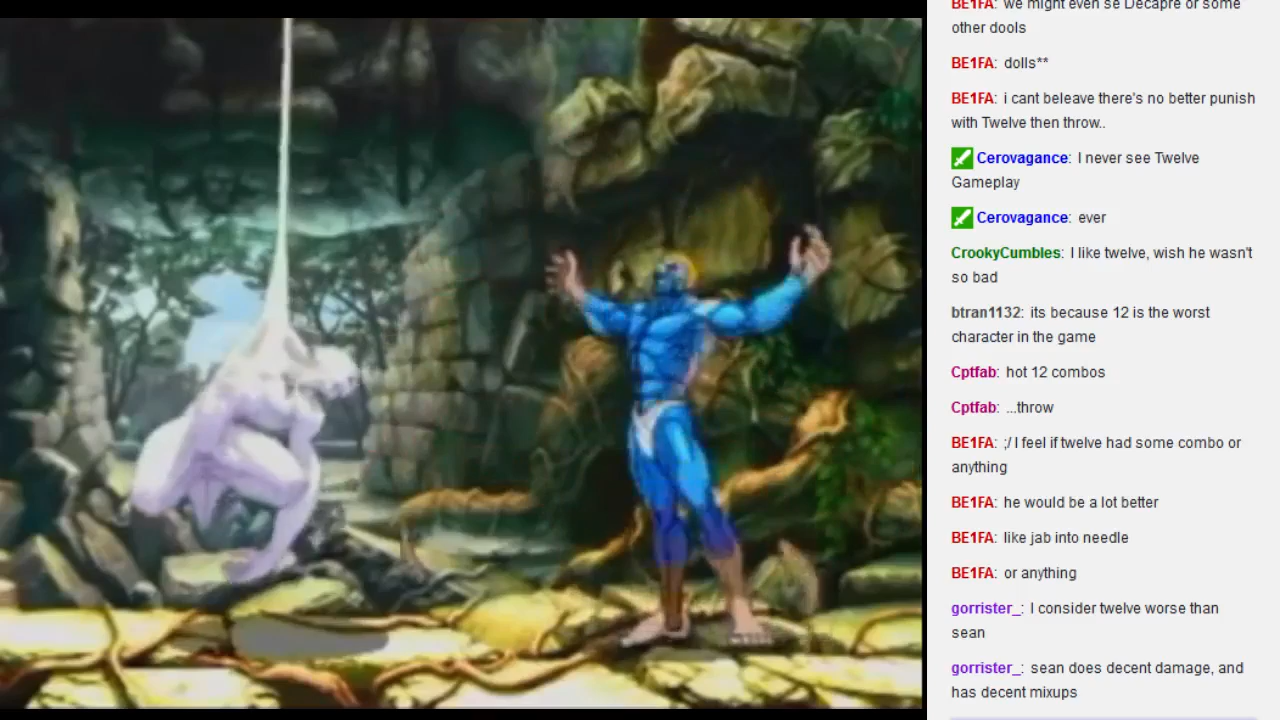 BE1FA: we might even se Decapre or some
other dools
BE1FA: dolls**
BE1FA: i cant beleave there's no better punish
with Twelve then throw..
Cerovagance: I never see Twelve
Gameplay
Cerovagance: ever
CrookyCumbles: I like twelve, wish he wasn't
so bad
btran1132: its because 12 is the worst
character in the game
Cptfab: hot 12 combos
Cptfab: ...throw
BE1FA: ;/ I feel if twelve had some combo or
anything
BE1FA: he would be a lot better
BE1FA: like jab into needle
BE1FA: or anything
gorrister_: I consider twelve worse than
sean
gorrister_: sean does decent damage, and
has decent mixups